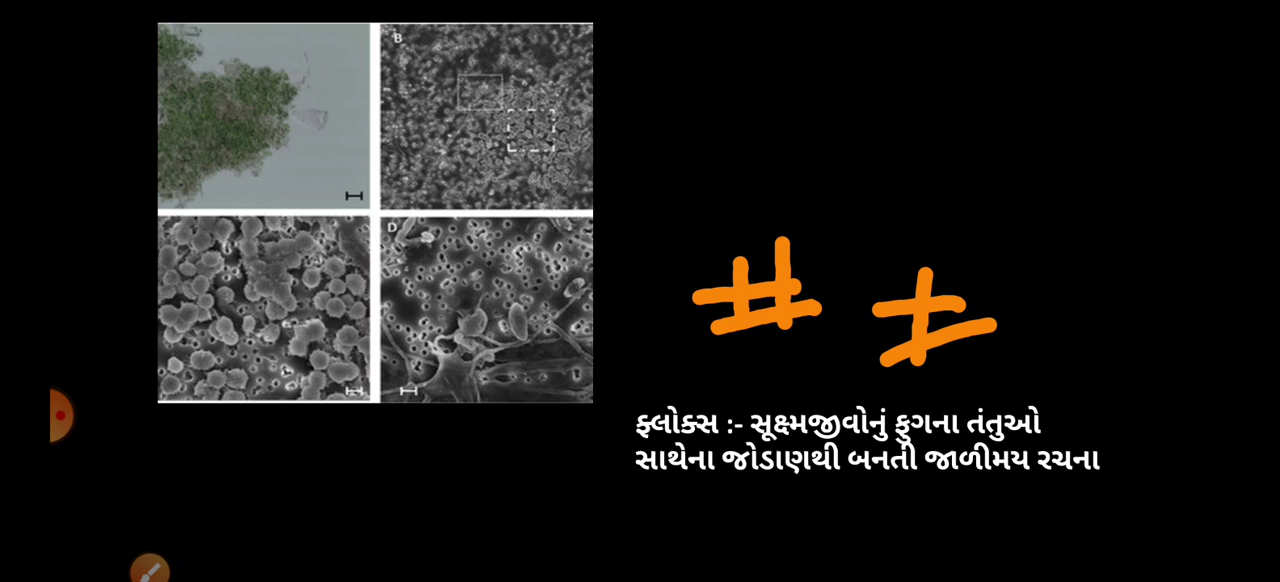 B
D
ફ્લોક્સ :- સૂક્ષ્મજીવોનું ફુગના તંતુઓ
સાથેના જોડાણથી બનતી જાળીમય રચના